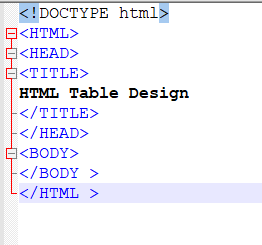 <!DOCTYPE html>
<HTML>
<HEAD>
<TITLE>
HTML Table Design
</TITLE>
</HEAD>
<BODY>
</BODY >
</HTML >